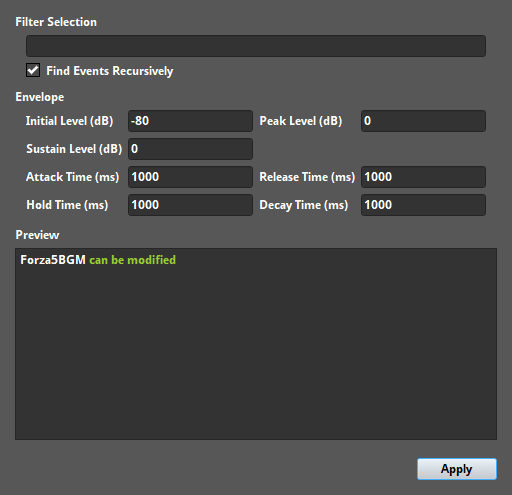 Filter Selection
Find Events Recursively
Envelope
Initial Level (dB) -80 Peak Level (dB) 0
Sustain Level (dB) 0
Attack Time (ms) 1000 Release Time (ms) 1000
Hold Time (ms) 1000 Decay Time (ms) 1000
Preview
Forza5BGM can be modified
Apply